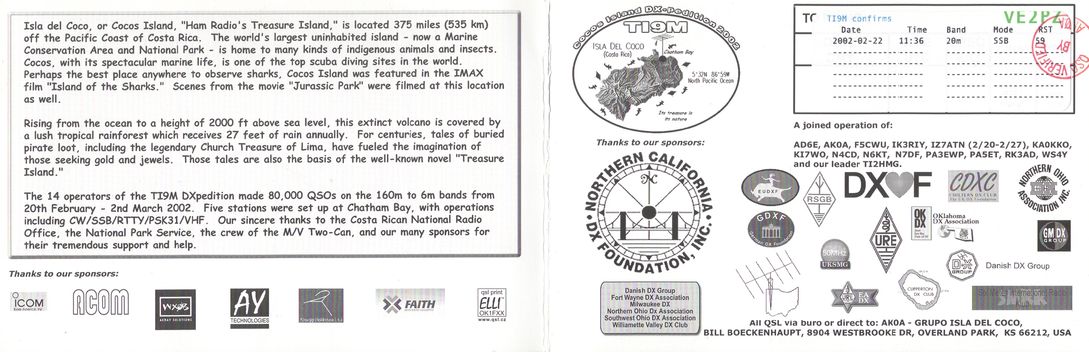 Isla del Coco, or Cocos Island, "Ham Radio's Treasure Island," is located 375 miles (535 km)
off the Pacific Coast of Costa Rica. The world's largest uninhabited island - now a Marine
Conservation Area and National Park - is home to many kinds of indigenous animals and insects.
Cocos, with its spectacular marine life, is one of the top scuba diving sites in the world.
Perhaps the best place anywhere to observe sharks, Cocos Island was featured in the IMAX
film "Island of the Sharks." Scenes from the movie "Jurassic Park" were filmed at this location
as well.
Rising from the ocean to a height of 2000 ft above sea level, this extinct volcano is covered by
a lush tropical rainforest which receives 27 feet of rain annually. For centuries, tales of buried
pirate loot, including the legendary Church Treasure of Lima, have fueled the imagination of
those seeking gold and jewels. Those tales are also the basis of the well-known novel "Treasure
Island."
The 14 operators of the TI9M DXpedition made 80,000 QSOs on the 160m to 6m bands from
20th February - 2nd March 2002. Five stations were set up at Chatham Bay, with operations
including CW/SSB/RTTY/PSK31/VHF. Our sincere thanks to the Costa Rican National Radio
Office, the National Park Service, the crew of the M/V Two-Can, and our many sponsors for
their tremendous support and help.
Thanks to our sponsors:
ICOM
ACOM
ARRAY SOLUTIONS
AY
TECHNOLOGIES
FAITH
qsl print
ELLI
OK1FXX
www.qsl.cz
Cocos Island DX-pedition 2002
TI9M
ISLA DEL COCO
(Costa Rica)
Chatham Bay
5°32N 86°59W
North Pacific Ocean
Its treasure is
its nature
TI9M confirms
Date Time Band Mode RST
2002-02-22 11:36 20m SSB 59
A joined operation of:
AD6E, AK0A, F5CWU, IK3RIY, IZ7ATN (2/20-2/27), KA0KKO,
KI7WO, N4CD, N6KT, N7DF, PA3EWP, PA5ET, RK3AD, WS4Y
and our leader TI2HMG.
Thanks to our sponsors:
NORTHERN CALIFORNIA
DX FOUNDATION, INC.
Danish DX Group
Fort Wayne DX Association
Milwaukee DX
Northern Ohio Dx Association
Southwest Ohio DX Association
Willamette Valley DX Club
EUDXF
RSGB
DX F
CDXC
NORTHERN OHIO
ASSOCIATION INC.
GDXF
URE
OK
DX
OKlahoma
DX Association
GM DX
GROUP
50MHz
UKSMG
DX
GROUP
Danish DX Group
CLIPPERTON
DX CLUB
All QSL via buro or direct to: AK0A - GRUPO ISLA DEL COCO,
BILL BOECKENHAUPT, 8904 WESTBROOKE DR, OVERLAND PARK, KS 66212, USA